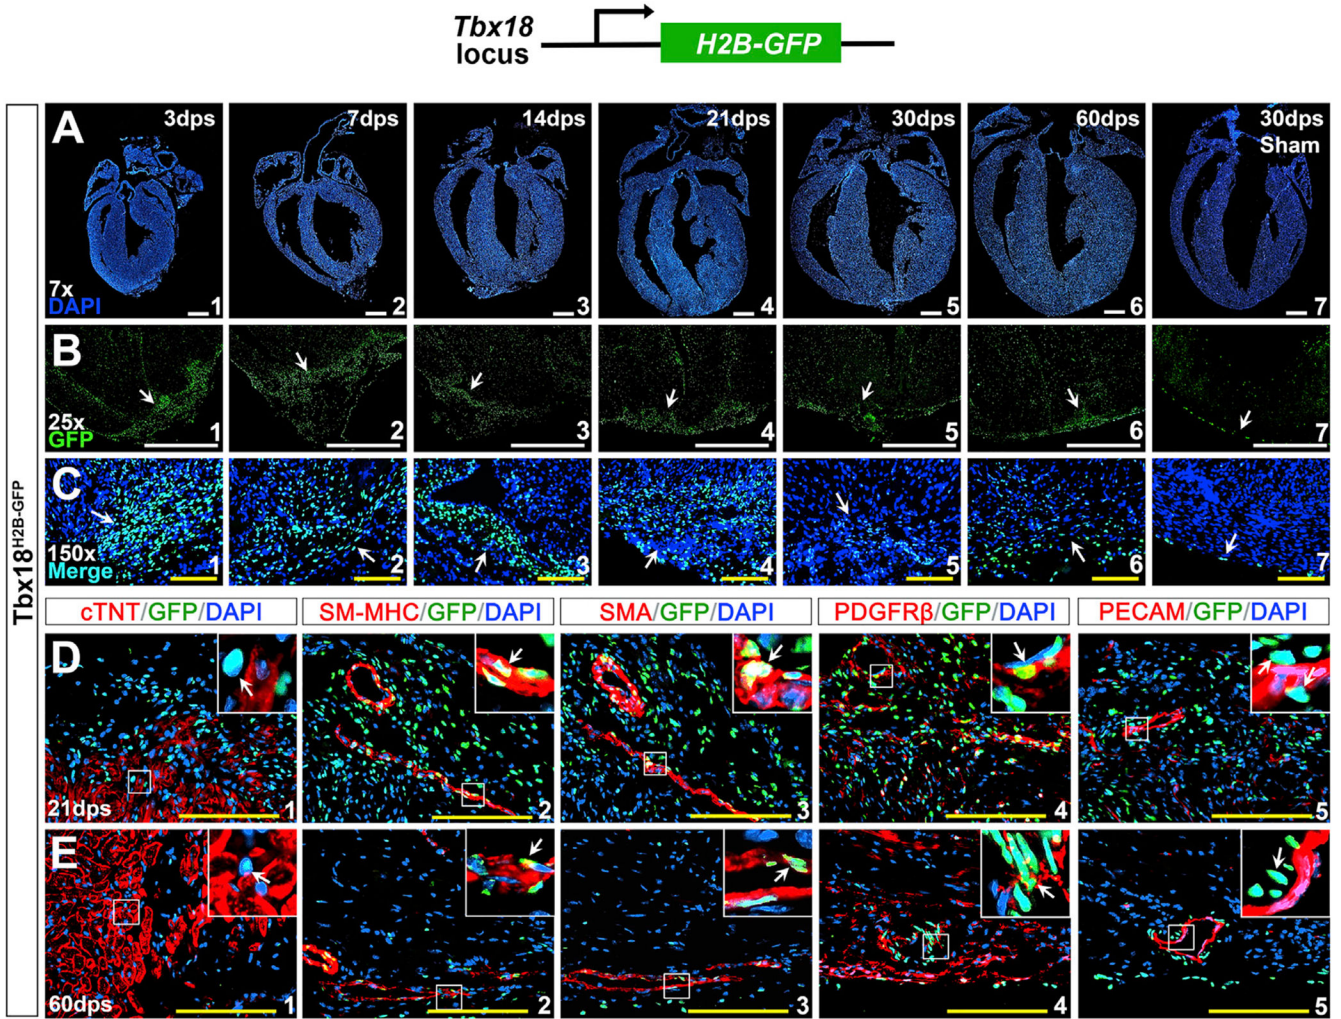 Tbx18
locus
H2B-GFP
Tbx18H2B-GFP
A
3dps
7dps
14dps
21dps
30dps
60dps
30dps
Sham
7x
DAPI
1
2
3
4
5
6
7
B
25x
GFP
1
2
3
4
5
6
7
C
150x
Merge
1
2
3
4
5
6
7
cTNT/GFP/DAPI
SM-MHC/GFP/DAPI
SMA/GFP/DAPI
PDGFRβ/GFP/DAPI
PECAM/GFP/DAPI
D
21dps
1
2
3
4
5
E
60dps
1
2
3
4
5